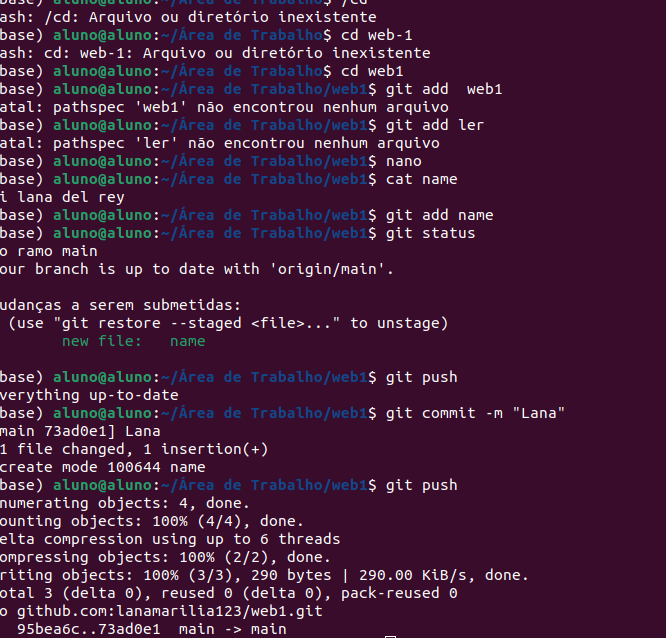 base) aluno@aluno:~/Área de Trabalho$ /cd
ash: /cd: Arquivo ou diretório inexistente
base) aluno@aluno:~/Área de Trabalho$ cd web-1
ash: cd: web-1: Arquivo ou diretório inexistente
base) aluno@aluno:~/Área de Trabalho$ cd web1
base) aluno@aluno:~/Área de Trabalho/web1$ git add  web1
atal: pathspec 'web1' não encontrou nenhum arquivo
base) aluno@aluno:~/Área de Trabalho/web1$ git add ler
atal: pathspec 'ler' não encontrou nenhum arquivo
base) aluno@aluno:~/Área de Trabalho/web1$ nano
base) aluno@aluno:~/Área de Trabalho/web1$ cat name
i lana del rey
base) aluno@aluno:~/Área de Trabalho/web1$ git add name
base) aluno@aluno:~/Área de Trabalho/web1$ git status
o ramo main
our branch is up to date with 'origin/main'.
udanças a serem submetidas:
(use "git restore --staged <file>..." to unstage)
new file:   name
base) aluno@aluno:~/Área de Trabalho/web1$ git push
verything up-to-date
base) aluno@aluno:~/Área de Trabalho/web1$ git commit -m "Lana"
main 73ad0e1] Lana
1 file changed, 1 insertion(+)
create mode 100644 name
base) aluno@aluno:~/Área de Trabalho/web1$ git push
numerating objects: 4, done.
ounting objects: 100% (4/4), done.
elta compression using up to 6 threads
ompressing objects: 100% (2/2), done.
riting objects: 100% (3/3), 290 bytes | 290.00 KiB/s, done.
otal 3 (delta 0), reused 0 (delta 0), pack-reused 0
o github.com:lanamarilia123/web1.git
95bea6c..73ad0e1  main -> main